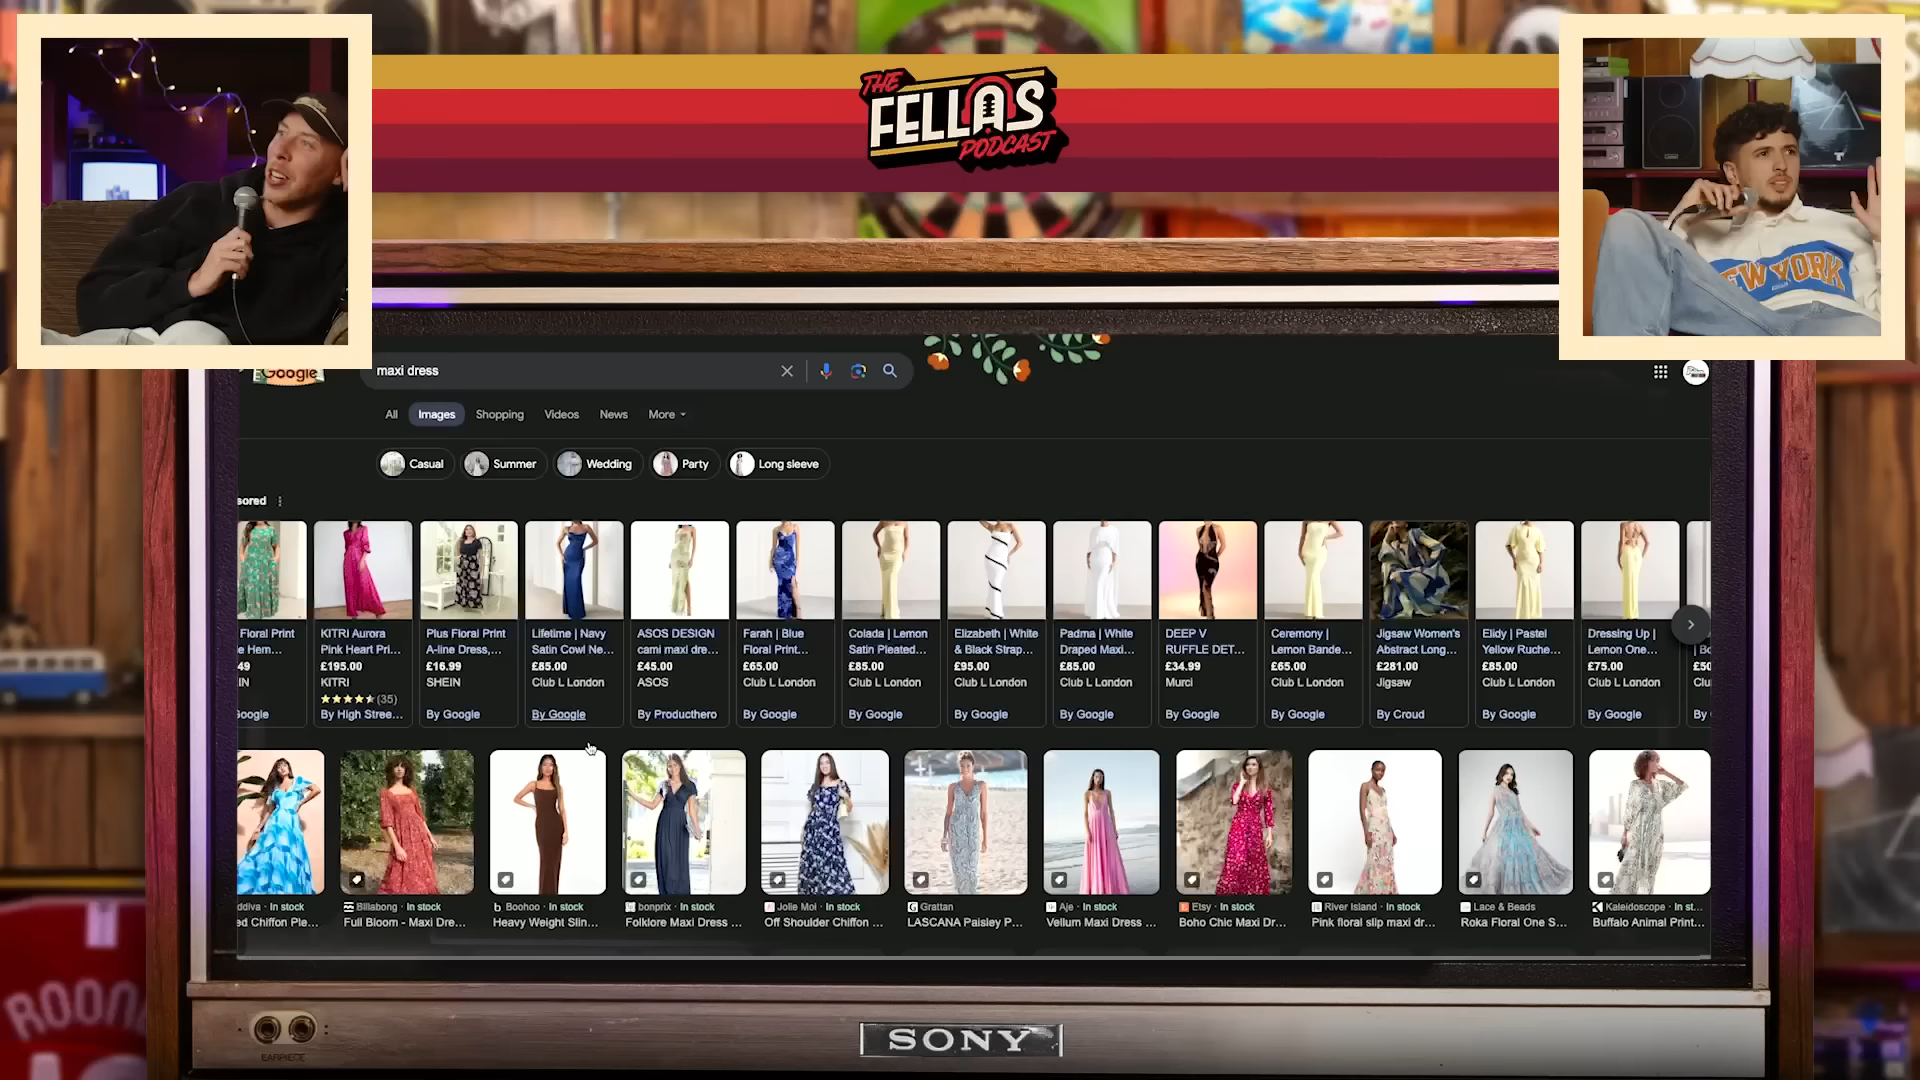 THE
FELLAS
PODCAST
NEW YORK
Google
maxi dress
All Images Shopping Videos News More
Casual Summer Wedding Party Long sleeve
sored
Floral Print
e Hem...
49
IN
Google
KITRI Aurora
Pink Heart Pri...
£195.00
KITRI
(35)
By High Stree...
Plus Floral Print
A-line Dress,...
£16.99
SHEIN
By Google
Lifetime | Navy
Satin Cowl Ne...
£85.00
Club L London
By Google
ASOS DESIGN
cami maxi dre...
£45.00
ASOS
By Producthero
Farah | Blue
Floral Print...
£65.00
Club L London
By Google
Colada | Lemon
Satin Pleated...
£85.00
Club L London
By Google
Elizabeth | White
& Black Strap...
£95.00
Club L London
By Google
Padma | White
Draped Maxi...
£85.00
Club L London
By Google
DEEP V
RUFFLE DET...
£34.99
Murci
By Google
Ceremony |
Lemon Bande...
£65.00
Club L London
By Google
Jigsaw Women's
Abstract Long...
£281.00
Jigsaw
By Croud
Elidy | Pastel
Yellow Ruche...
£85.00
Club L London
By Google
Dressing Up |
Lemon One...
£75.00
Club L London
By Google
| Bo
£50
Clu
By
ddiva · In stock
ed Chiffon Ple...
Billabong · In stock
Full Bloom - Maxi Dre...
Boohoo · In stock
Heavy Weight Slin...
bonprix · In stock
Folklore Maxi Dress ...
Jolie Moi · In stock
Off Shoulder Chiffon ...
Grattan
LASCANA Paisley P...
Aje · In stock
Vellum Maxi Dress ...
Etsy · In stock
Boho Chic Maxi Dr...
River Island · In stock
Pink floral slip maxi dr...
Lace & Beads
Roka Floral One S...
Kaleidoscope · In st...
Buffalo Animal Print...
ROON
EARPIECE
SONY